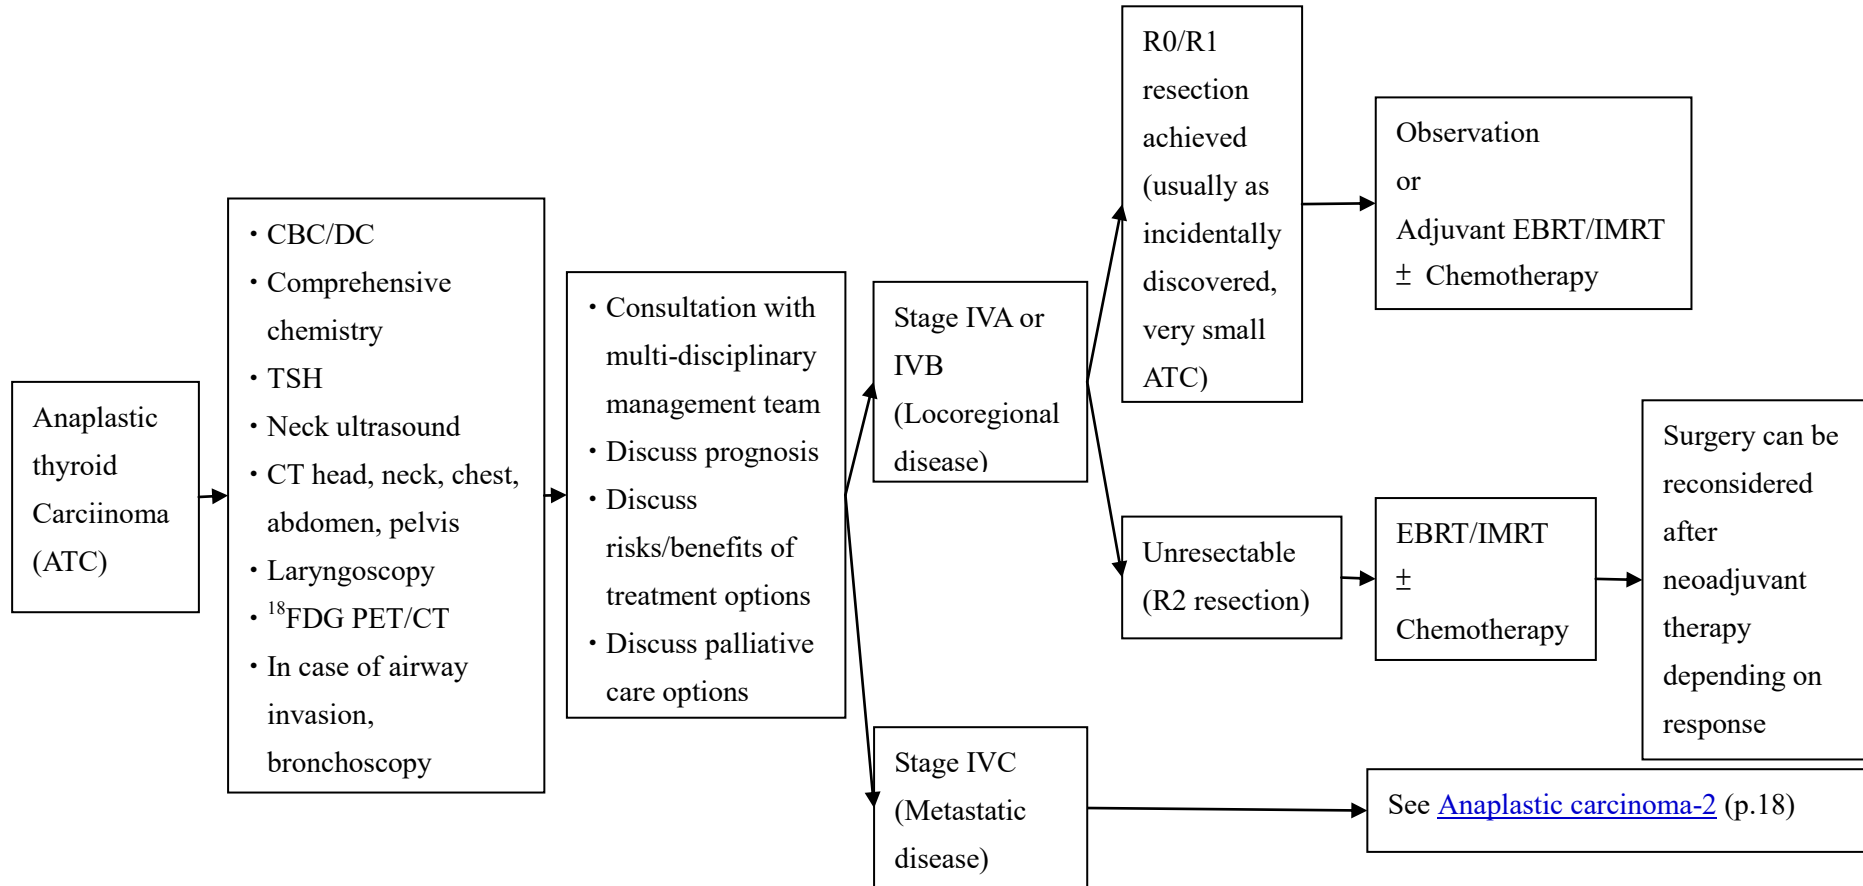 Anaplastic
thyroid
Carciinoma
(ATC)
・CBC/DC
・Comprehensive
chemistry
・TSH
・Neck ultrasound
・CT head, neck, chest,
abdomen, pelvis
・Laryngoscopy
・¹⁸FDG PET/CT
・In case of airway
invasion,
bronchoscopy
・Consultation with
multi-disciplinary
management team
・Discuss prognosis
・Discuss
risks/benefits of
treatment options
・Discuss palliative
care options
Stage IVA or
IVB
(Locoregional
disease)
R0/R1
resection
achieved
(usually as
incidentally
discovered,
very small
ATC)
Observation
or
Adjuvant EBRT/IMRT
± Chemotherapy
Unresectable
(R2 resection)
EBRT/IMRT
±
Chemotherapy
Surgery can be
reconsidered
after
neoadjuvant
therapy
depending on
response
Stage IVC
(Metastatic
disease)
See Anaplastic carcinoma-2 (p.18)